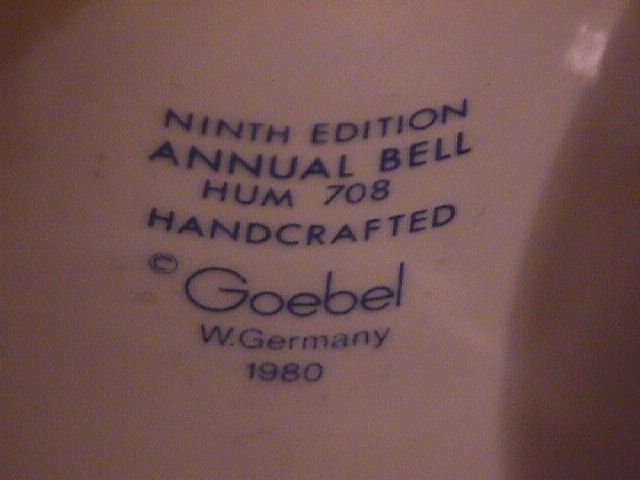 NINTH EDITION
ANNUAL BELL
HUM 708
HANDCRAFTED
© Goebel
W.Germany
1980